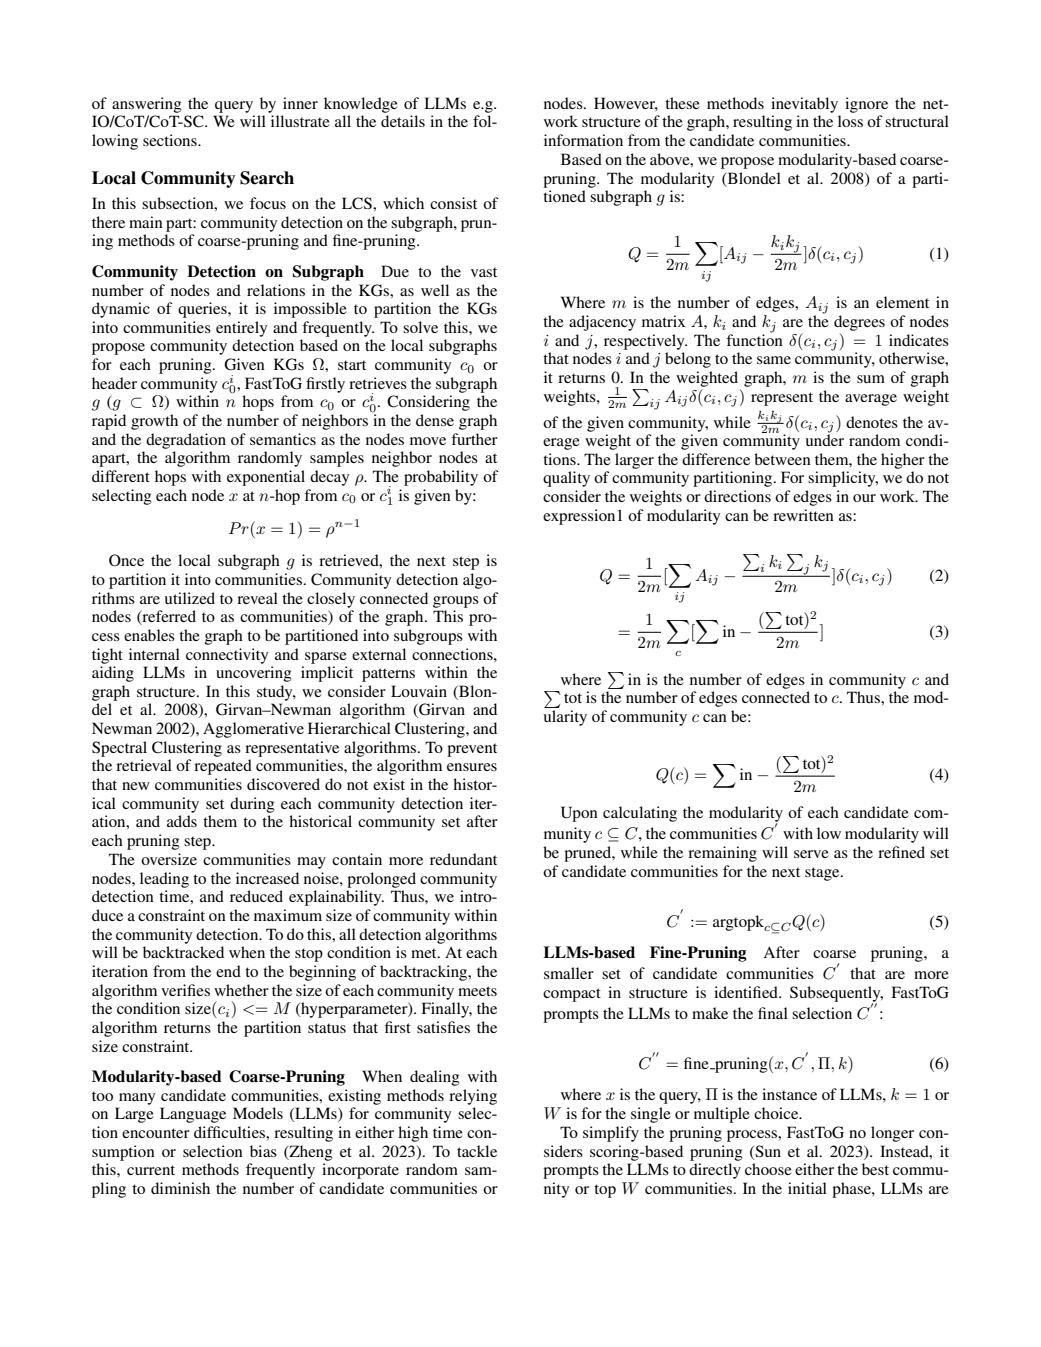 of answering the query by inner knowledge of LLMs e.g.
IO/CoT/CoT-SC. We will illustrate all the details in the fol-
lowing sections.
Local Community Search
In this subsection, we focus on the LCS, which consist of
there main part: community detection on the subgraph, prun-
ing methods of coarse-pruning and fine-pruning.
Community Detection on Subgraph Due to the vast
number of nodes and relations in the KGs, as well as the
dynamic of queries, it is impossible to partition the KGs
into communities entirely and frequently. To solve this, we
propose community detection based on the local subgraphs
for each pruning. Given KGs Ω, start community c₀ or
header community c₀ⁱ, FastToG firstly retrieves the subgraph
g (g ⊂ Ω) within n hops from c₀ or c₀ⁱ. Considering the
rapid growth of the number of neighbors in the dense graph
and the degradation of semantics as the nodes move further
apart, the algorithm randomly samples neighbor nodes at
different hops with exponential decay ρ. The probability of
selecting each node x at n-hop from c₀ or c₁ⁱ is given by:
Pr(x = 1) = ρⁿ⁻¹
Once the local subgraph g is retrieved, the next step is
to partition it into communities. Community detection algo-
rithms are utilized to reveal the closely connected groups of
nodes (referred to as communities) of the graph. This pro-
cess enables the graph to be partitioned into subgroups with
tight internal connectivity and sparse external connections,
aiding LLMs in uncovering implicit patterns within the
graph structure. In this study, we consider Louvain (Blon-
del et al. 2008), Girvan–Newman algorithm (Girvan and
Newman 2002), Agglomerative Hierarchical Clustering, and
Spectral Clustering as representative algorithms. To prevent
the retrieval of repeated communities, the algorithm ensures
that new communities discovered do not exist in the histor-
ical community set during each community detection iter-
ation, and adds them to the historical community set after
each pruning step.
The oversize communities may contain more redundant
nodes, leading to the increased noise, prolonged community
detection time, and reduced explainability. Thus, we intro-
duce a constraint on the maximum size of community within
the community detection. To do this, all detection algorithms
will be backtracked when the stop condition is met. At each
iteration from the end to the beginning of backtracking, the
algorithm verifies whether the size of each community meets
the condition size(cᵢ) <= M (hyperparameter). Finally, the
algorithm returns the partition status that first satisfies the
size constraint.
Modularity-based Coarse-Pruning When dealing with
too many candidate communities, existing methods relying
on Large Language Models (LLMs) for community selec-
tion encounter difficulties, resulting in either high time con-
sumption or selection bias (Zheng et al. 2023). To tackle
this, current methods frequently incorporate random sam-
pling to diminish the number of candidate communities or
nodes. However, these methods inevitably ignore the net-
work structure of the graph, resulting in the loss of structural
information from the candidate communities.
Based on the above, we propose modularity-based coarse-
pruning. The modularity (Blondel et al. 2008) of a parti-
tioned subgraph g is:
Q = 1/2m ∑ij [Aij − kikj/2m]δ(ci, cj) (1)
Where m is the number of edges, Aij is an element in
the adjacency matrix A, ki and kj are the degrees of nodes
i and j, respectively. The function δ(ci, cj) = 1 indicates
that nodes i and j belong to the same community, otherwise,
it returns 0. In the weighted graph, m is the sum of graph
weights, 1/2m ∑ij Aijδ(ci, cj) represent the average weight
of the given community, while kikj/2m δ(ci, cj) denotes the av-
erage weight of the given community under random condi-
tions. The larger the difference between them, the higher the
quality of community partitioning. For simplicity, we do not
consider the weights or directions of edges in our work. The
expression1 of modularity can be rewritten as:
Q = 1/2m [∑ij Aij − ∑i ki ∑j kj/2m]δ(ci, cj) (2)
= 1/2m ∑c [∑ in − (∑ tot)²/2m] (3)
where ∑ in is the number of edges in community c and
∑ tot is the number of edges connected to c. Thus, the mod-
ularity of community c can be:
Q(c) = ∑ in − (∑ tot)²/2m (4)
Upon calculating the modularity of each candidate com-
munity c ⊆ C, the communities C′ with low modularity will
be pruned, while the remaining will serve as the refined set
of candidate communities for the next stage.
C′ := argtopk c⊆C Q(c) (5)
LLMs-based Fine-Pruning After coarse pruning, a
smaller set of candidate communities C′ that are more
compact in structure is identified. Subsequently, FastToG
prompts the LLMs to make the final selection C′′:
C′′ = fine_pruning(x, C′, Π, k) (6)
where x is the query, Π is the instance of LLMs, k = 1 or
W is for the single or multiple choice.
To simplify the pruning process, FastToG no longer con-
siders scoring-based pruning (Sun et al. 2023). Instead, it
prompts the LLMs to directly choose either the best commu-
nity or top W communities. In the initial phase, LLMs are